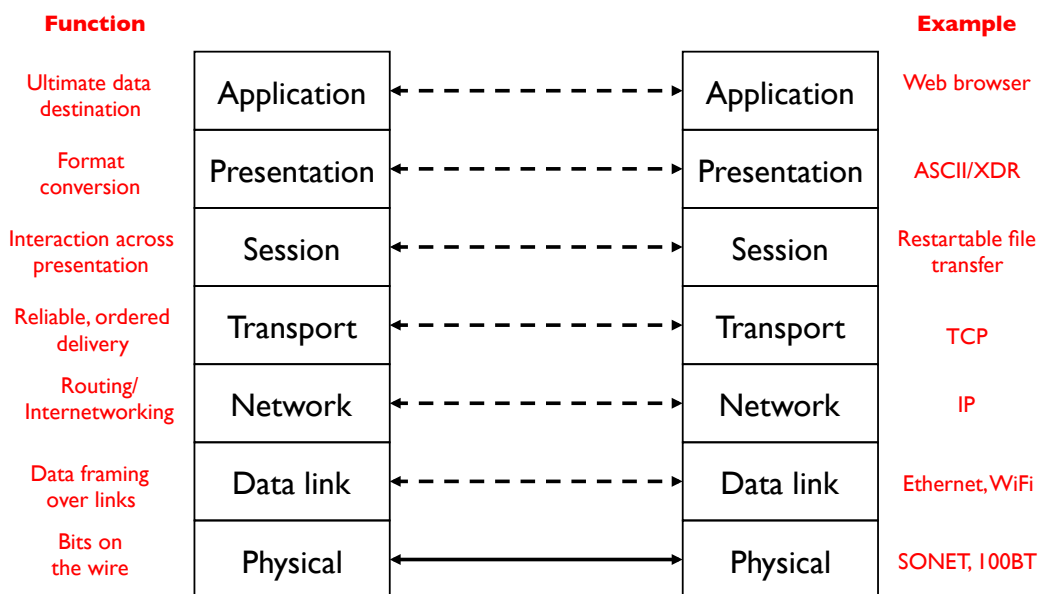 Function
Example
Ultimate data
destination
Application
Application
Web browser
Format
conversion
Presentation
Presentation
ASCII/XDR
Interaction across
presentation
Session
Session
Restartable file
transfer
Reliable, ordered
delivery
Transport
Transport
TCP
Routing/
Internetworking
Network
Network
IP
Data framing
over links
Data link
Data link
Ethernet, WiFi
Bits on
the wire
Physical
Physical
SONET, 100BT